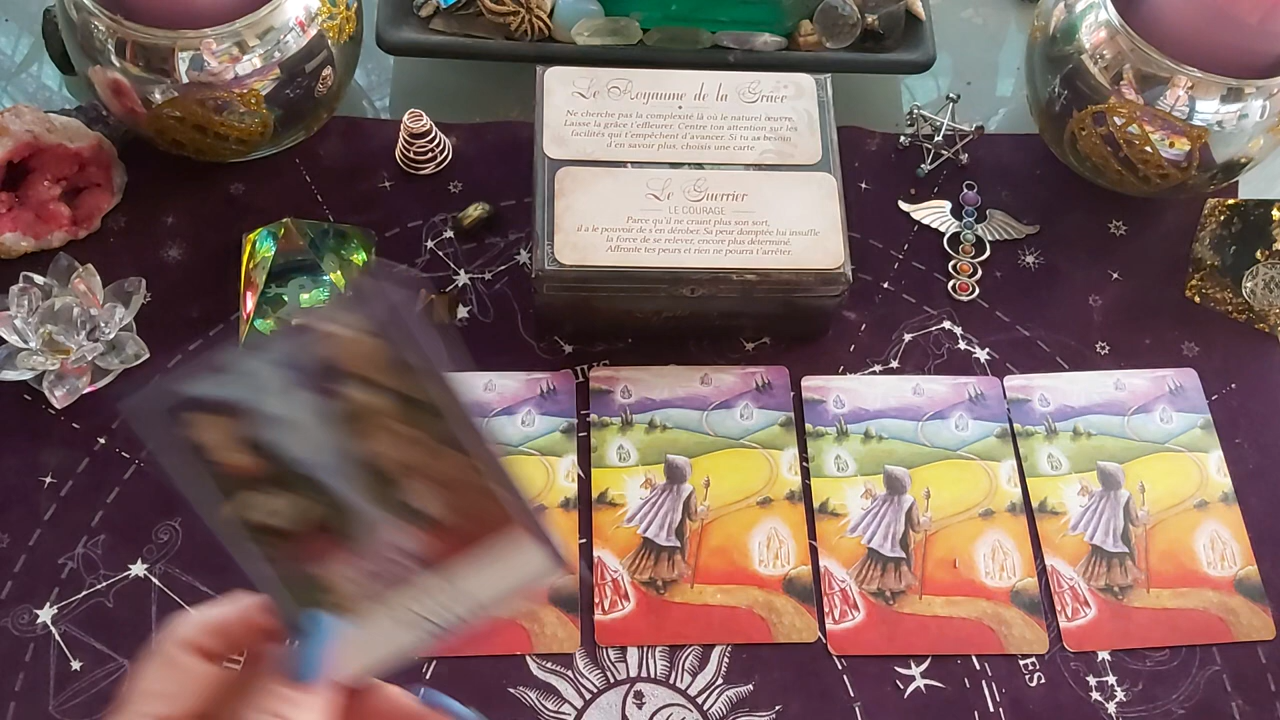 Le Royaume de la Grâce
Ne cherche pas la complexité là où le naturel œuvre.
Laisse la grâce t'effleurer. Centre ton attention sur les
facilités qui t'empêchent d'avancer. Si tu as besoin
d'en savoir plus, choisis une carte.
Le Guerrier
LE COURAGE
Parce qu'il ne craint plus son sort,
il a le pouvoir de s'en dérober. Sa peur domptée lui insuffle
la force de se relever, encore plus déterminé.
Affronte tes peurs et rien ne pourra t'arrêter.